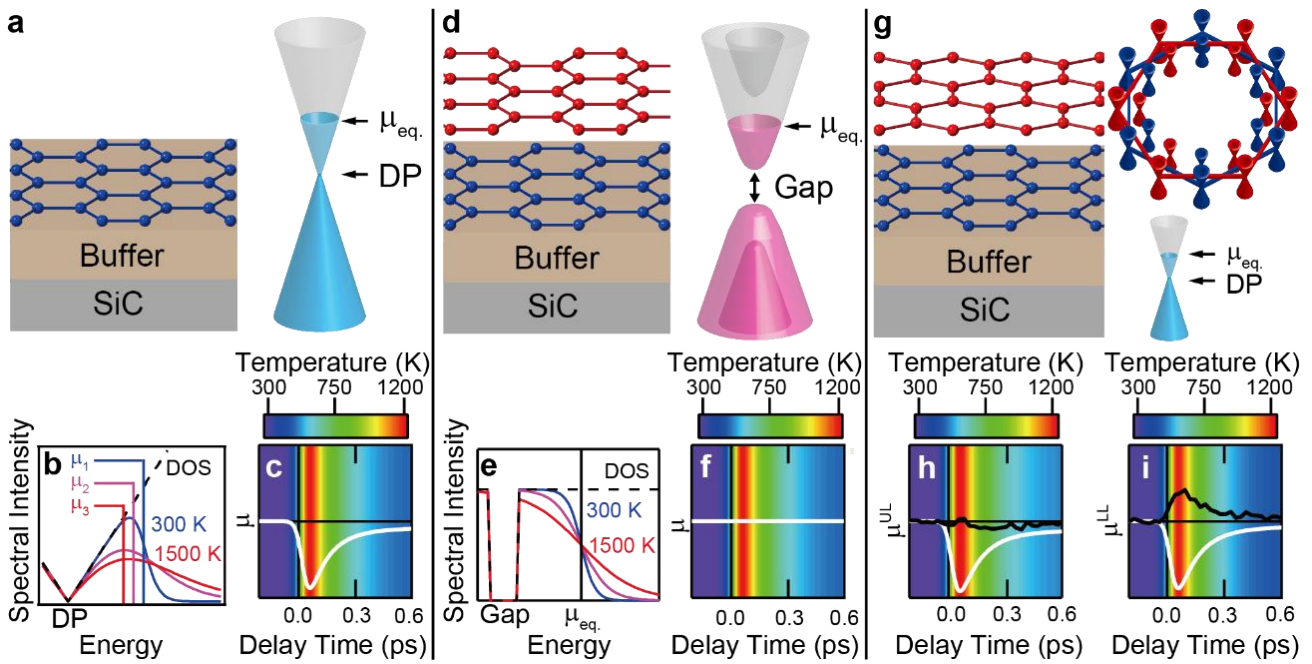 a
μeq.
DP
Buffer
SiC
Temperature (K)
300 750 1200
b
μ1
μ2
μ3
DOS
300 K
1500 K
Spectral Intensity
DP
Energy
c
μ
0.0 0.3 0.6
Delay Time (ps)
d
μeq.
Gap
Buffer
SiC
Temperature (K)
300 750 1200
e
DOS
300 K
1500 K
Spectral Intensity
Gap
μeq.
Energy
f
μ
0.0 0.3 0.6
Delay Time (ps)
g
μeq.
DP
Buffer
SiC
Temperature (K)
300 750 1200
Temperature (K)
300 750 1200
h
μUL
0.0 0.3 0.6
Delay Time (ps)
i
μLL
0.0 0.3 0.6
Delay Time (ps)